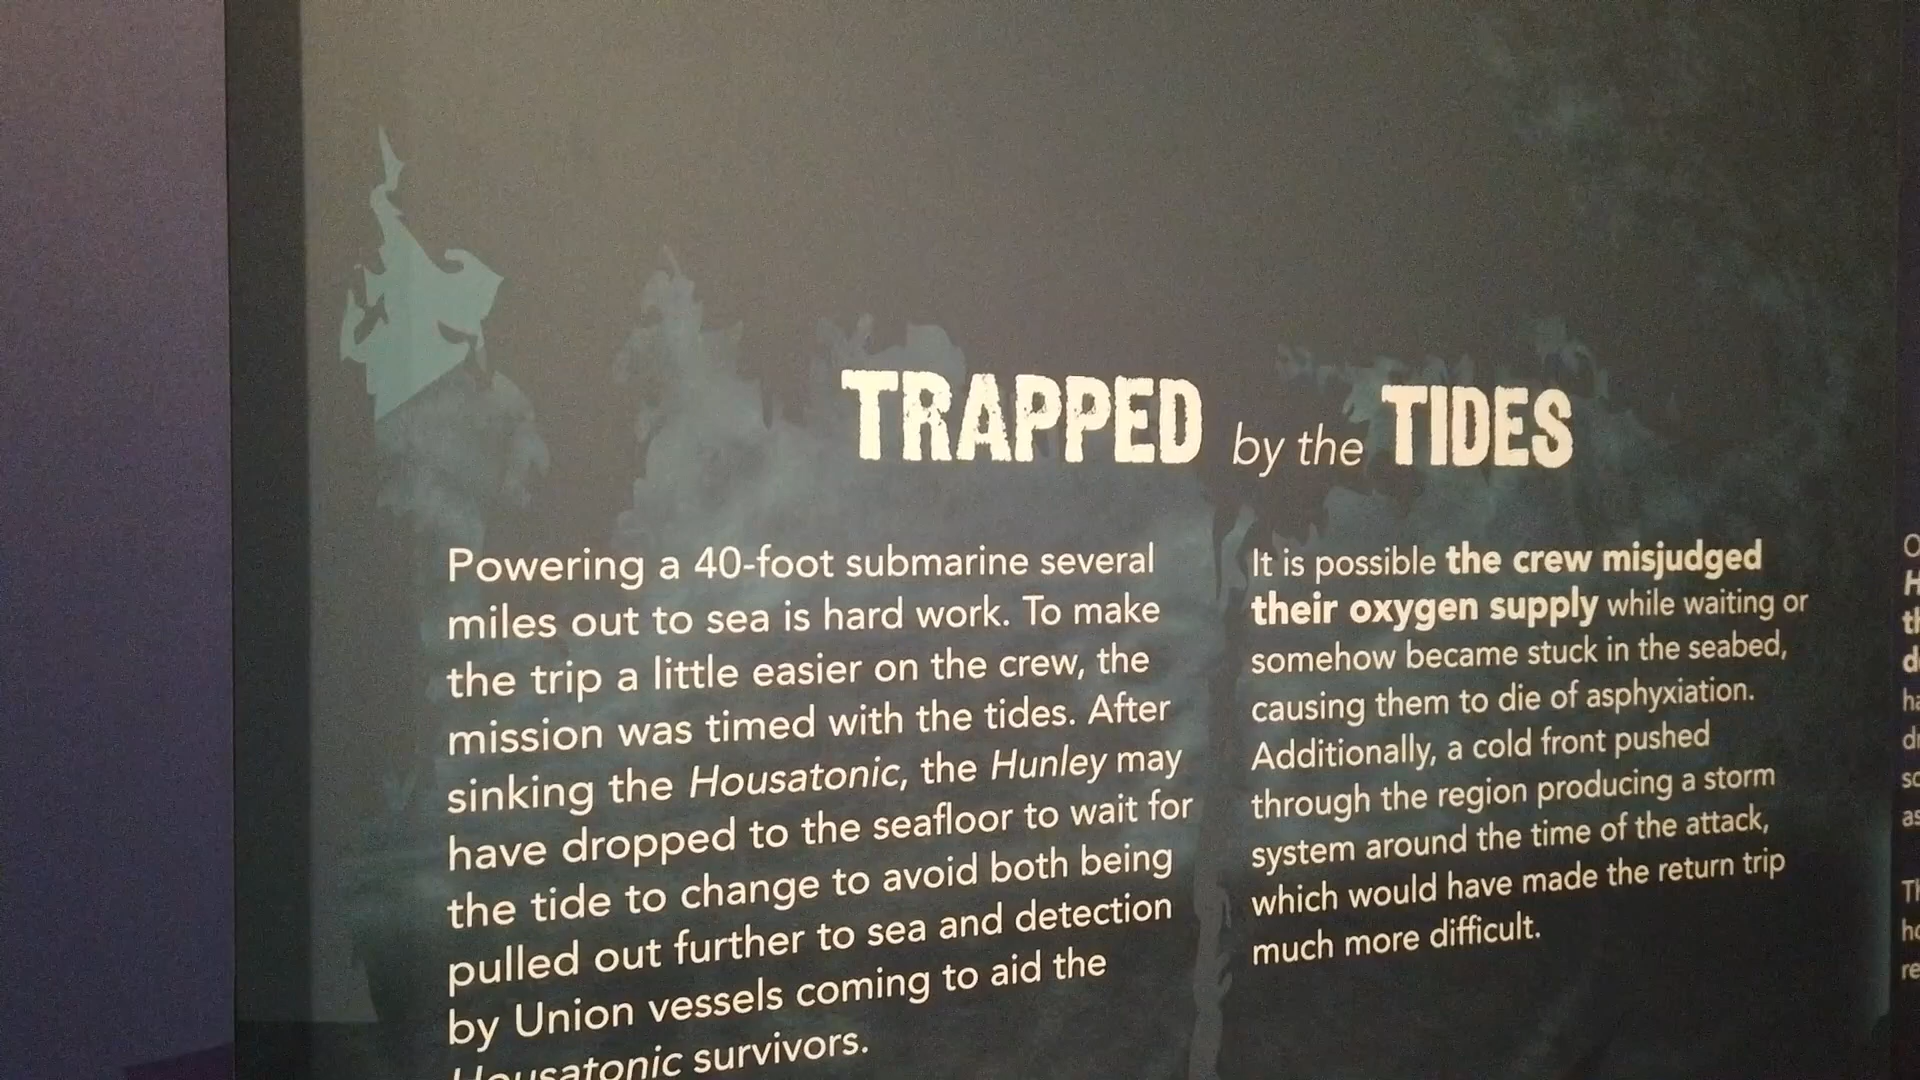 TRAPPED by the TIDES
Powering a 40-foot submarine several
miles out to sea is hard work. To make
the trip a little easier on the crew, the
mission was timed with the tides. After
sinking the Housatonic, the Hunley may
have dropped to the seafloor to wait for
the tide to change to avoid both being
pulled out further to sea and detection
by Union vessels coming to aid the
Housatonic survivors.
It is possible the crew misjudged
their oxygen supply while waiting or
somehow became stuck in the seabed,
causing them to die of asphyxiation.
Additionally, a cold front pushed
through the region producing a storm
system around the time of the attack,
which would have made the return trip
much more difficult.